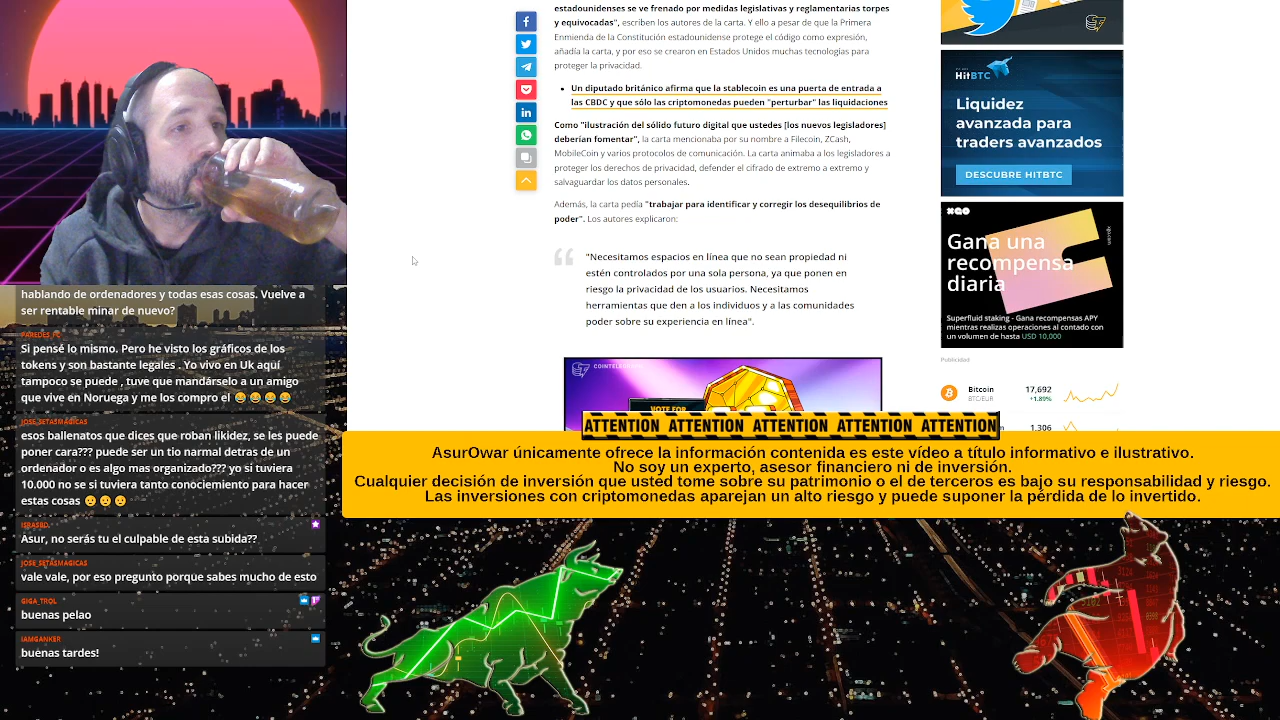 estadounidenses se ve frenado por medidas legislativas y reglamentarias torpes
y equivocadas", escriben los autores de la carta. Y ello a pesar de que la Primera
Enmienda de la Constitución estadounidense protege el código como expresión,
añadía la carta, y por eso se crearon en Estados Unidos muchas tecnologías para
proteger la privacidad.
Un diputado británico afirma que la stablecoin es una puerta de entrada a
las CBDC y que sólo las criptomonedas pueden "perturbar" las liquidaciones
Como "ilustración del sólido futuro digital que ustedes [los nuevos legisladores]
deberían fomentar", la carta mencionaba por su nombre a Filecoin, ZCash,
MobileCoin y varios protocolos de comunicación. La carta animaba a los legisladores a
proteger los derechos de privacidad, defender el cifrado de extremo a extremo y
salvaguardar los datos personales.
Además, la carta pedía "trabajar para identificar y corregir los desequilibrios de
poder". Los autores explicaron:
"Necesitamos espacios en línea que no sean propiedad ni
estén controlados por una sola persona, ya que ponen en
riesgo la privacidad de los usuarios. Necesitamos
herramientas que den a los individuos y a las comunidades
poder sobre su experiencia en línea".
VOTE FOR
HitBTC
Liquidez
avanzada para
traders avanzados
DESCUBRE HITBTC
Gana una
recompensa
diaria
Superfluid staking - Gana recompensas APY
mientras realizas operaciones al contado con
un volumen de hasta USD 10,000
Publicidad
Bitcoin 17,692
BTC/EUR +1.89%
1,306
hablando de ordenadores y todas esas cosas. Vuelve a
ser rentable minar de nuevo?
PAREDES_FC
Si pensé lo mismo. Pero he visto los gráficos de los
tokens y son bastante legales . Yo vivo en Uk aquí
tampoco se puede , tuve que mandárselo a un amigo
que vive en Noruega y me los compro el
JOSE_SETASMAGICAS
esos ballenatos que dices que roban likidez, se les puede
poner cara??? puede ser un tio narmal detras de un
ordenador o es algo mas organizado??? yo si tuviera
10.000 no se si tuviera tanto conociemiento para hacer
estas cosas
ISRASBD_
Asur, no serás tu el culpable de esta subida??
JOSE_SETASMAGICAS
vale vale, por eso pregunto porque sabes mucho de esto
GIGA_TROL_
buenas pelao
IAMGANKER
buenas tardes!
ATTENTION ATTENTION ATTENTION ATTENTION ATTENTION
AsurOwar únicamente ofrece la información contenida es este vídeo a título informativo e ilustrativo.
No soy un experto, asesor financiero ni de inversión.
Cualquier decisión de inversión que usted tome sobre su patrimonio o el de terceros es bajo su responsabilidad y riesgo.
Las inversiones con criptomonedas aparejan un alto riesgo y puede suponer la pérdida de lo invertido.